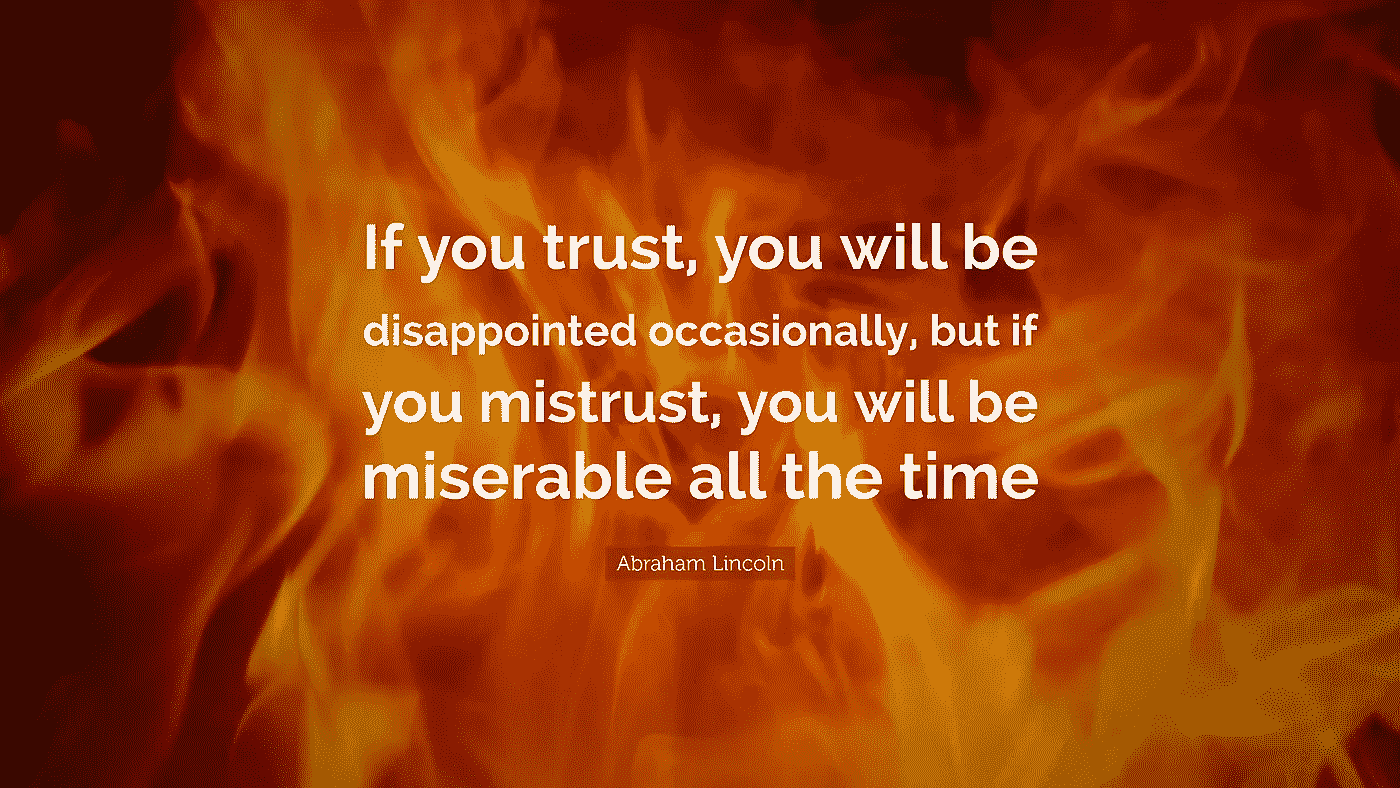 If you trust, you will be
disappointed occasionally, but if
you mistrust, you will be
miserable all the time
Abraham Lincoln